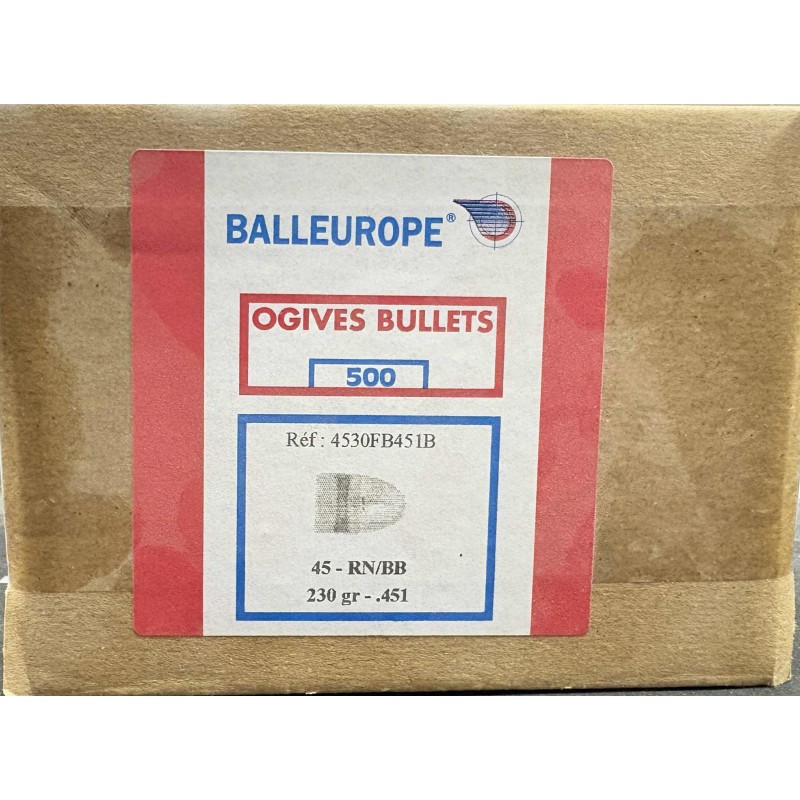 BALLEUROPE®
OGIVES BULLETS
500
Réf : 4530FB451B
45 - RN/BB
230 gr - .451